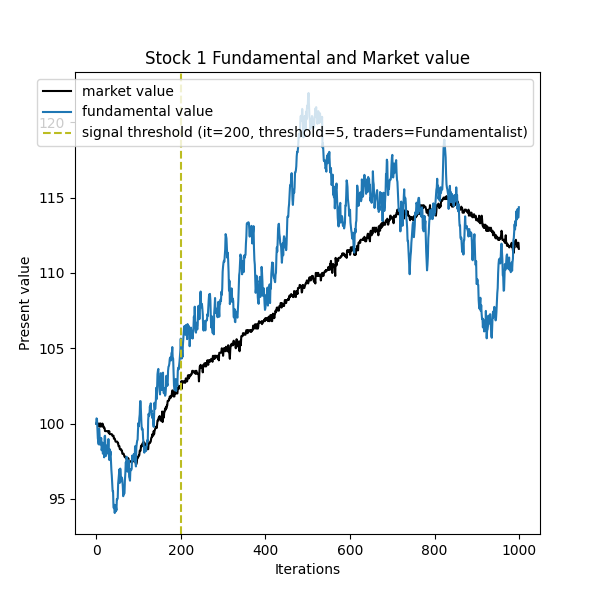 Stock 1 Fundamental and Market value
market value
fundamental value
signal threshold (it=200, threshold=5, traders=Fundamentalist)
120
115
110
105
100
95
Present value
0 200 400 600 800 1000
Iterations